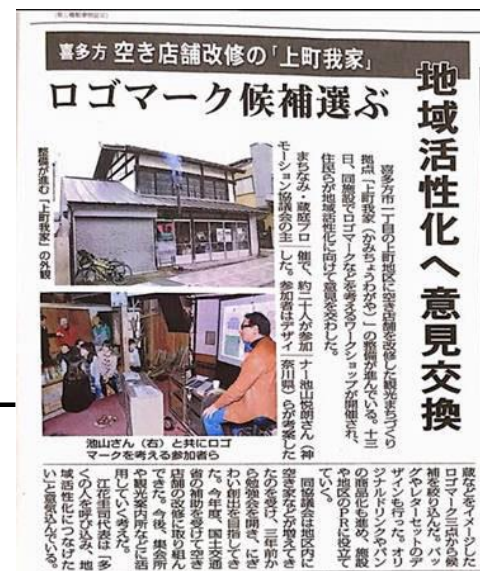 喜多方 空き店舗改修の「上町我家」
ロゴマーク候補選ぶ
地域活性化へ意見交換
喜多方市一丁目の上町地区に空き店舗を改修した観光まちづくり
拠点「上町我家(かみちょうわがや)」の整備が進んでいる。十三
日、同施設でロゴマークなどを考えるワークショップが開催され、
住民らが地域活性化に向けて意見を交わした。
まちなみ・蔵庭プロ
モーション協議会の主
催で、約二十人が参加
した。参加者はデザイ
ナー池山悦朗さん(神
奈川県)らが考案した
蔵などをイメージした
ロゴマーク三点から候
補を絞り込んだ。バッ
グやレターセットのデ
ザインも行った。オリ
ジナルドリンクやパン
の商品化も進め、施設
や地区のPRに役立て
ていく。
同協議会は地区内に
空き家などが増えてき
たのを受け、三年前か
ら勉強会を開き、にぎ
わい創出を目指してき
た。今年度、国土交通
省の補助を受けて空き
店舗の改修に取り組ん
できた。今後、集会所
や観光案内所などに活
用していく考え。
江花圭司代表は「多
くの人を呼び込み、地
域活性化につなげた
い」と意気込んでいる。
整備が進む「上町我家」の外観
池山さん(右)と共にロゴ
マークを考える参加者ら